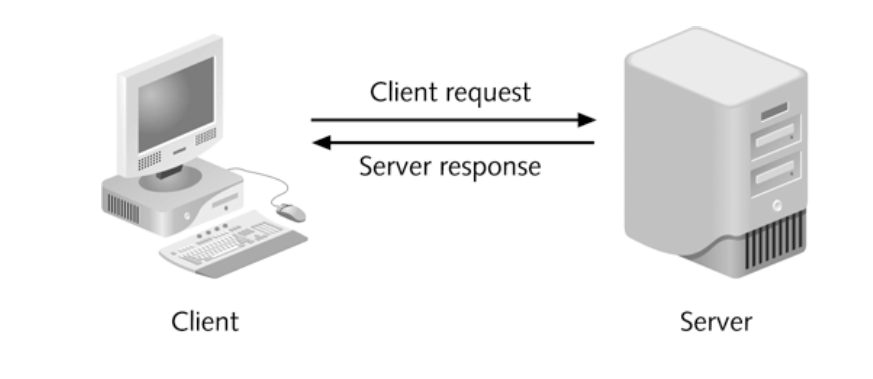 Client request
Server response
Client
Server